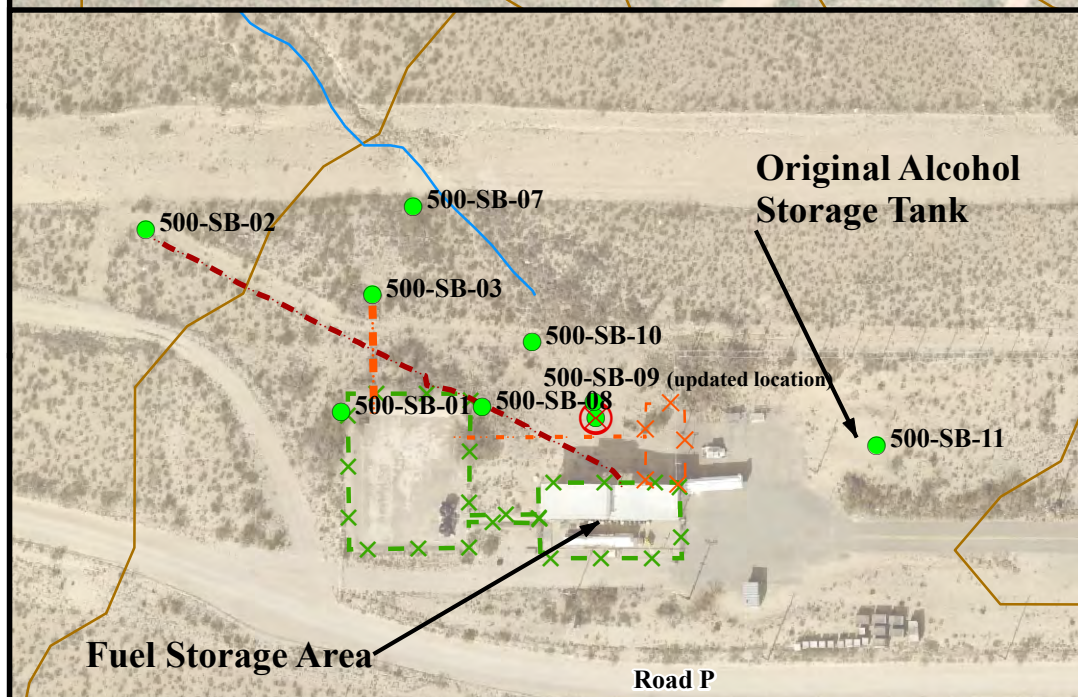 Original Alcohol
Storage Tank
500-SB-07
500-SB-02
500-SB-03
500-SB-10
500-SB-09 (updated location)
500-SB-01
500-SB-08
500-SB-11
Fuel Storage Area
Road P